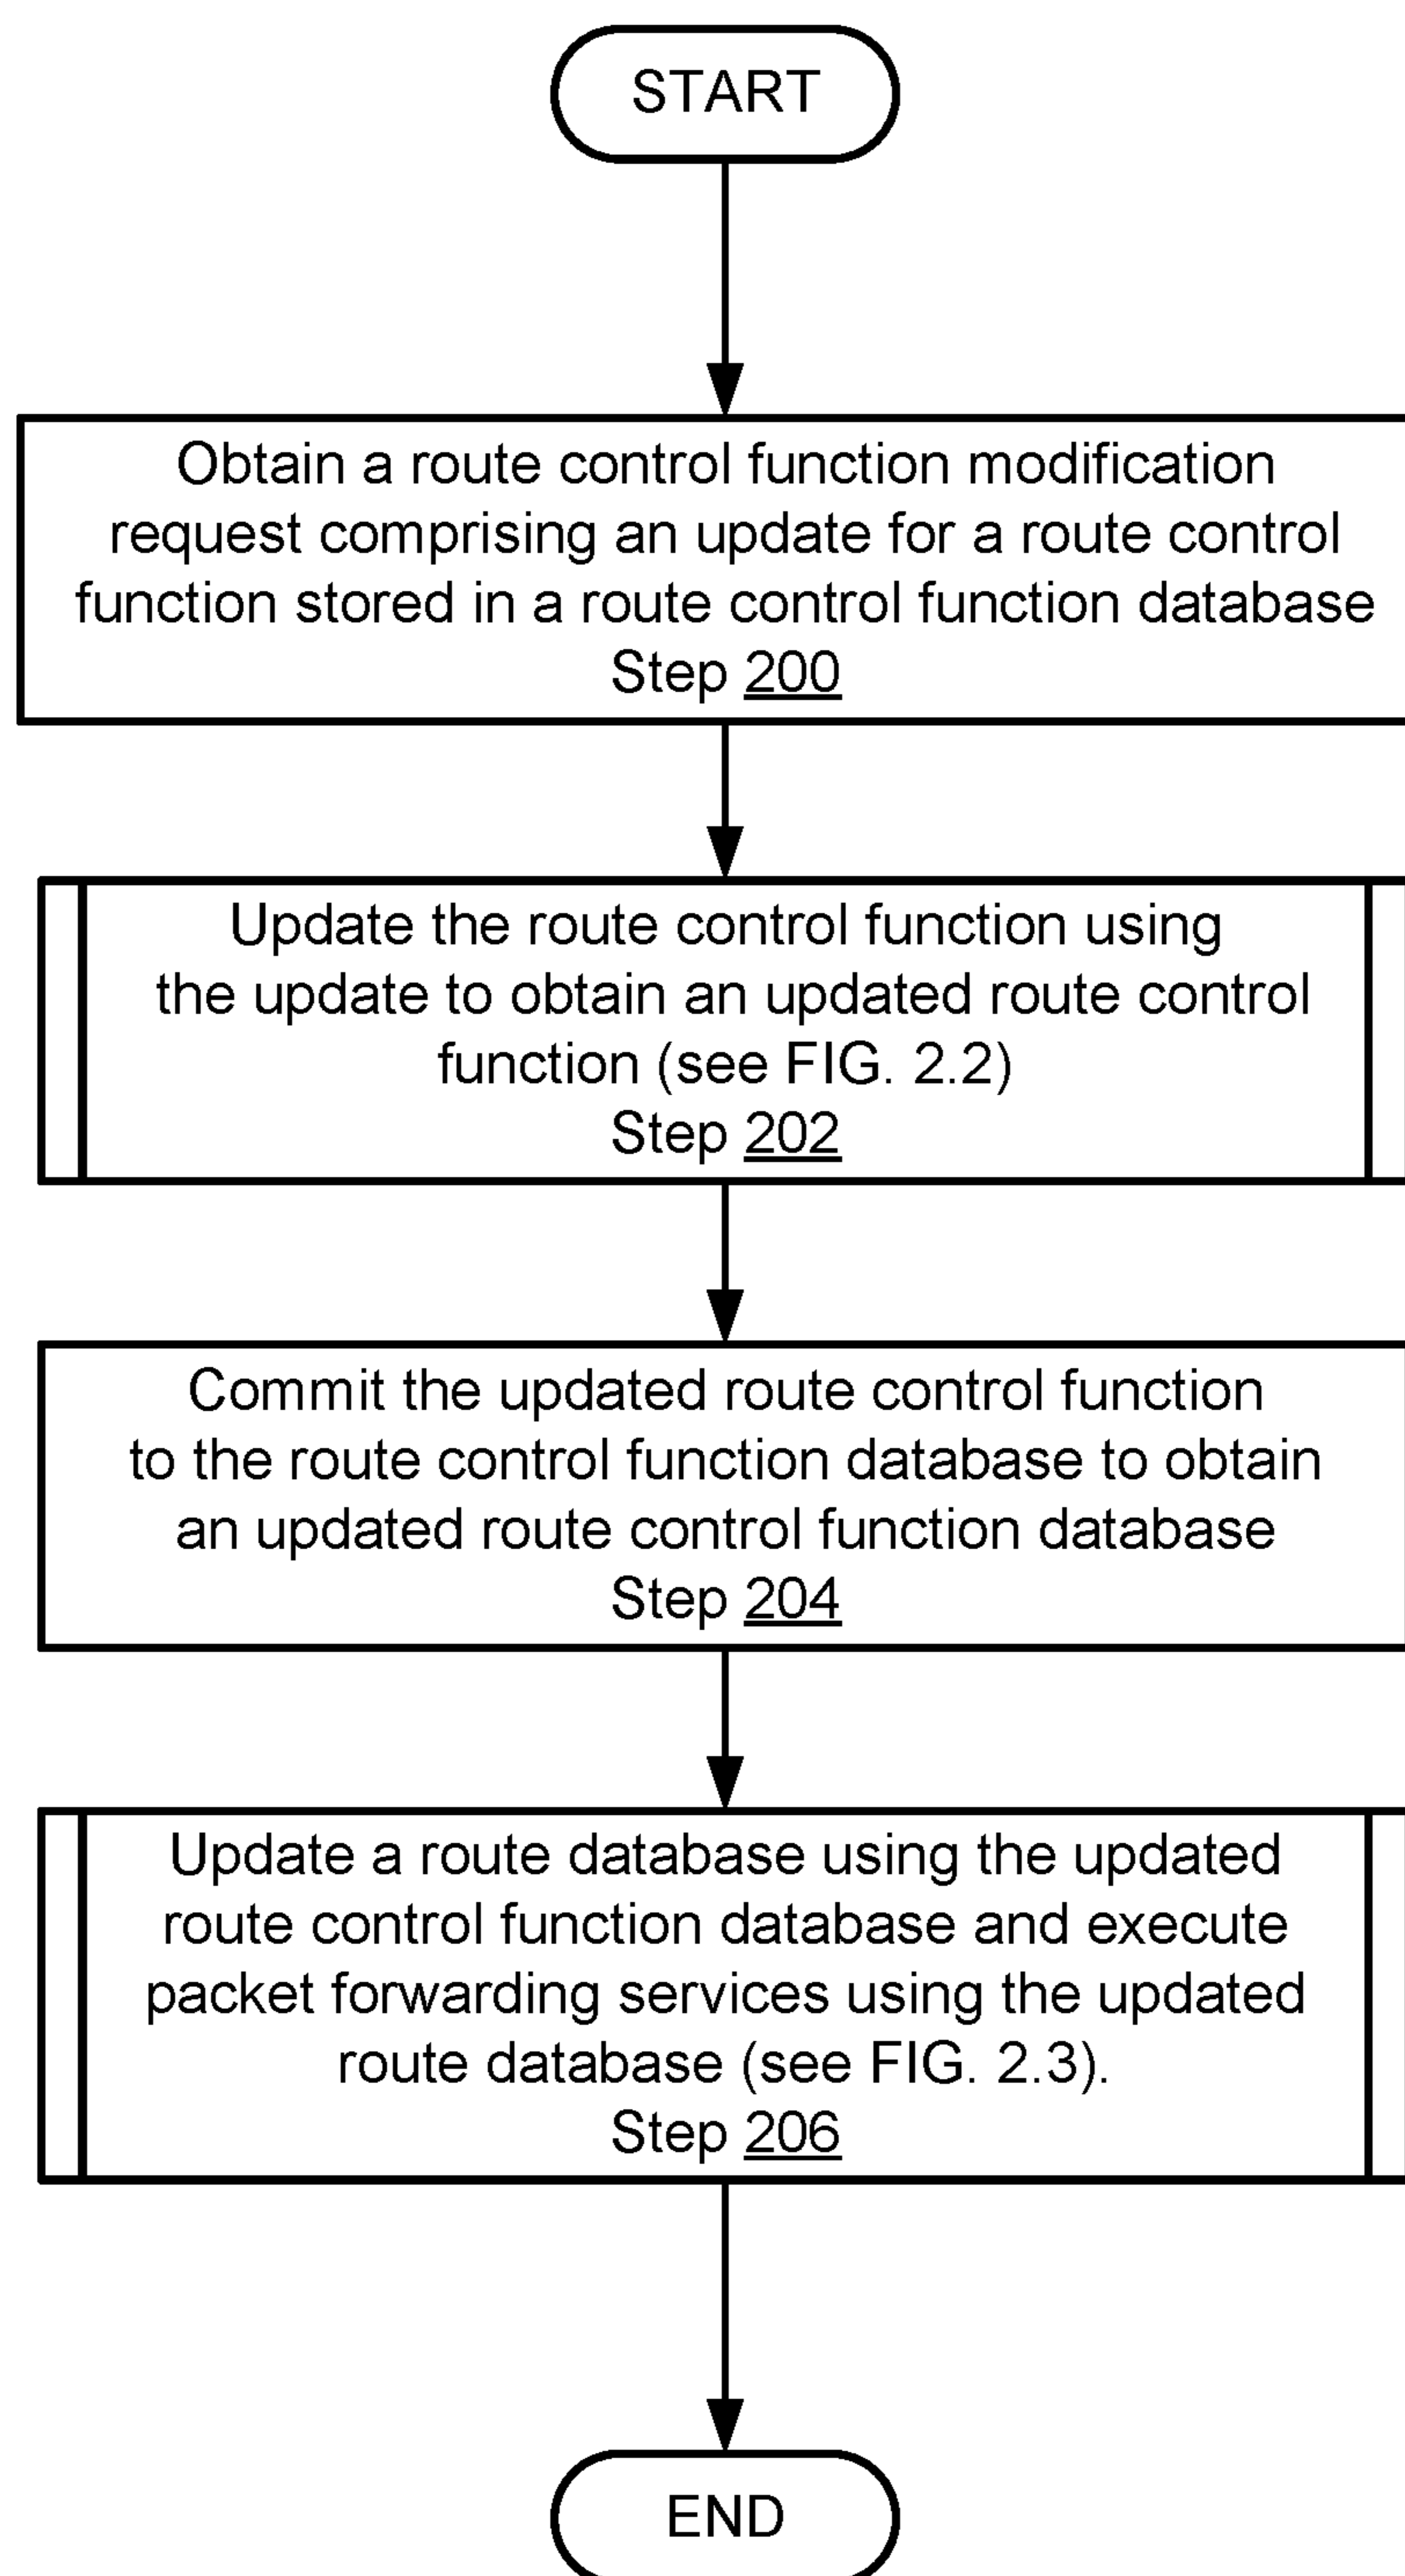 START
Obtain a route control function modification
request comprising an update for a route control
function stored in a route control function database
Step 200
Update the route control function using
the update to obtain an updated route control
function (see FIG. 2.2)
Step 202
Commit the updated route control function
to the route control function database to obtain
an updated route control function database
Step 204
Update a route database using the updated
route control function database and execute
packet forwarding services using the updated
route database (see FIG. 2.3).
Step 206
END